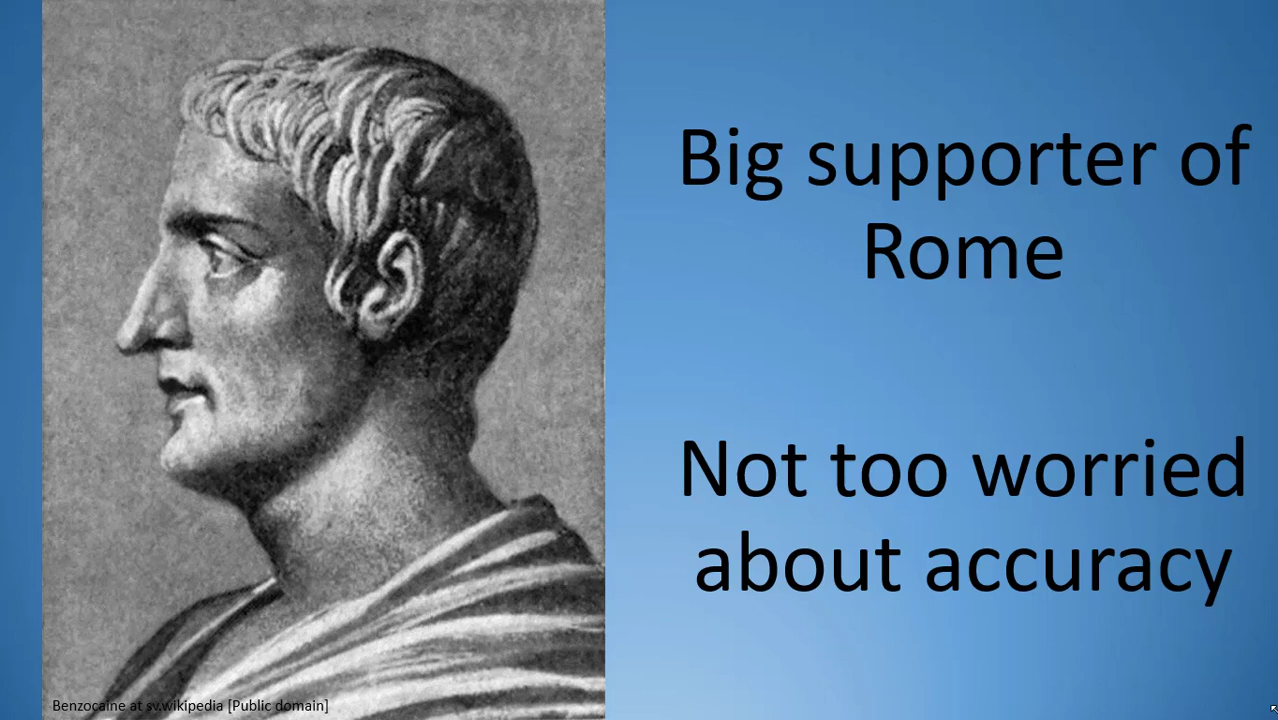 Big supporter of
Rome
Not too worried
about accuracy
Benzocaine at sv.wikipedia [Public domain]